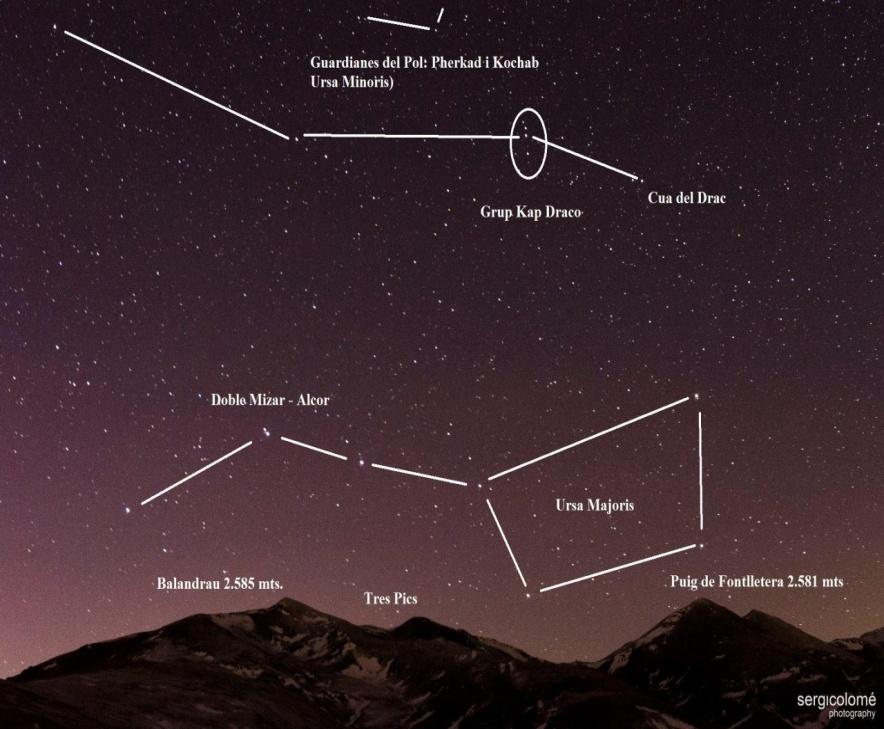 Guardianes del Pol: Pherkad i Kochab
Ursa Minoris)
Cua del Drac
Grup Kap Draco
Doble Mizar - Alcor
Ursa Majoris
Balandrau 2.585 mts.
Tres Pics
Puig de Fontlletera 2.581 mts
sergicolomé
photography